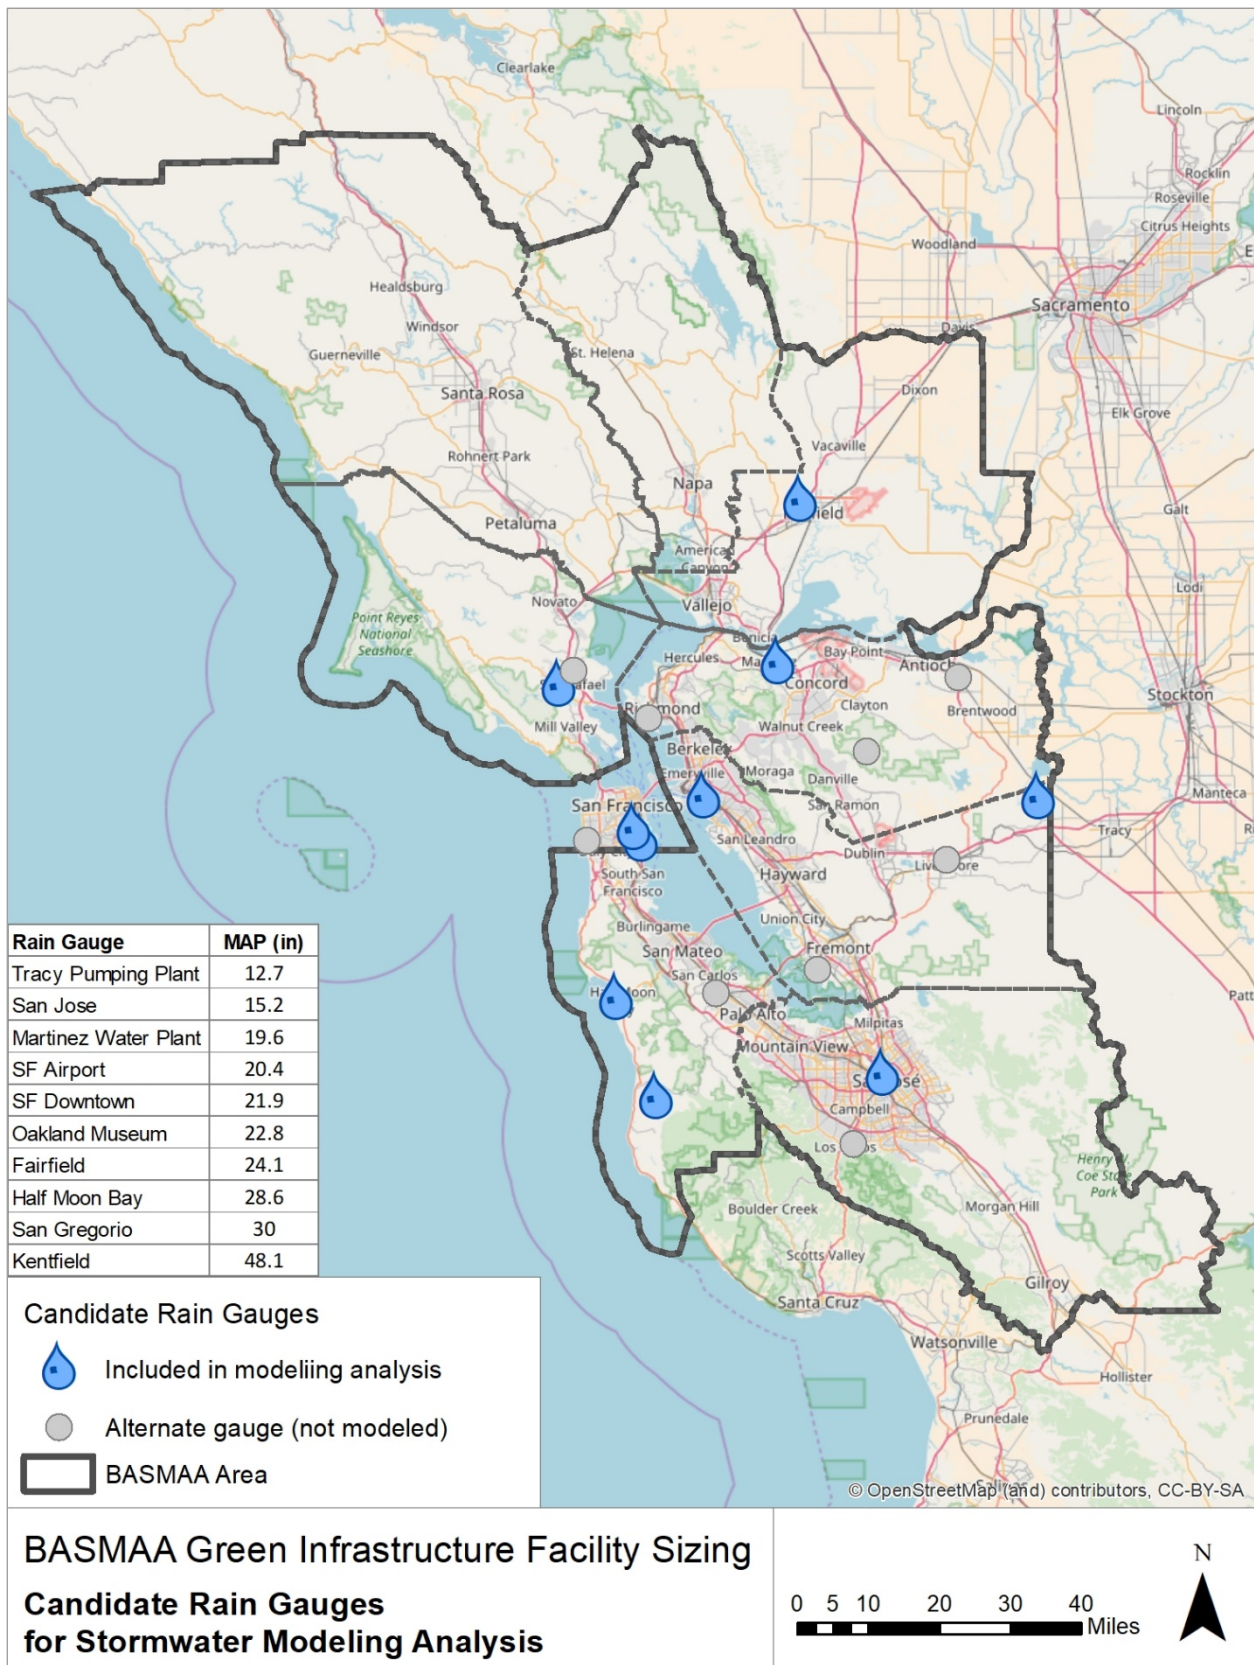 Clearlake
Lincoln
Rocklin
Roseville
Citrus Heights
Woodland
E
Healdsburg
Sacramento
Windsor
Davis
Guerneville
St. Helena
Santa Rosa
Dixon
Elk Grove
Vacaville
Rohnert Park
Napa
Galt
Petaluma
field
American
Canyon
Lodi
Novato
Vallejo
Point Reyes
National
Seashore
Benicia
Hercules
Bay Point
Antioch
Concord
Stockton
Clayton
Brentwood
Mill Valley
Walnut Creek
Berkeley
Emeryville
Moraga
Danville
Manteca
San Francisco
San Ramon
Tracy
San Leandro
Dublin
South San
Francisco
Hayward
Union City
Burlingame
San Mateo
Fremont
San Carlos
Palo Alto
Patt
Milpitas
Mountain View
Campbell
Henry W.
Coe State
Park
Boulder Creek
Morgan Hill
Scotts Valley
Gilroy
Santa Cruz
Watsonville
Hollister
Prunedale
Rain Gauge MAP (in)
Tracy Pumping Plant 12.7
San Jose 15.2
Martinez Water Plant 19.6
SF Airport 20.4
SF Downtown 21.9
Oakland Museum 22.8
Fairfield 24.1
Half Moon Bay 28.6
San Gregorio 30
Kentfield 48.1
Candidate Rain Gauges
Included in modeliing analysis
Alternate gauge (not modeled)
BASMAA Area
© OpenStreetMap (and) contributors, CC-BY-SA
BASMAA Green Infrastructure Facility Sizing
Candidate Rain Gauges
for Stormwater Modeling Analysis
0 5 10 20 30 40
Miles
N